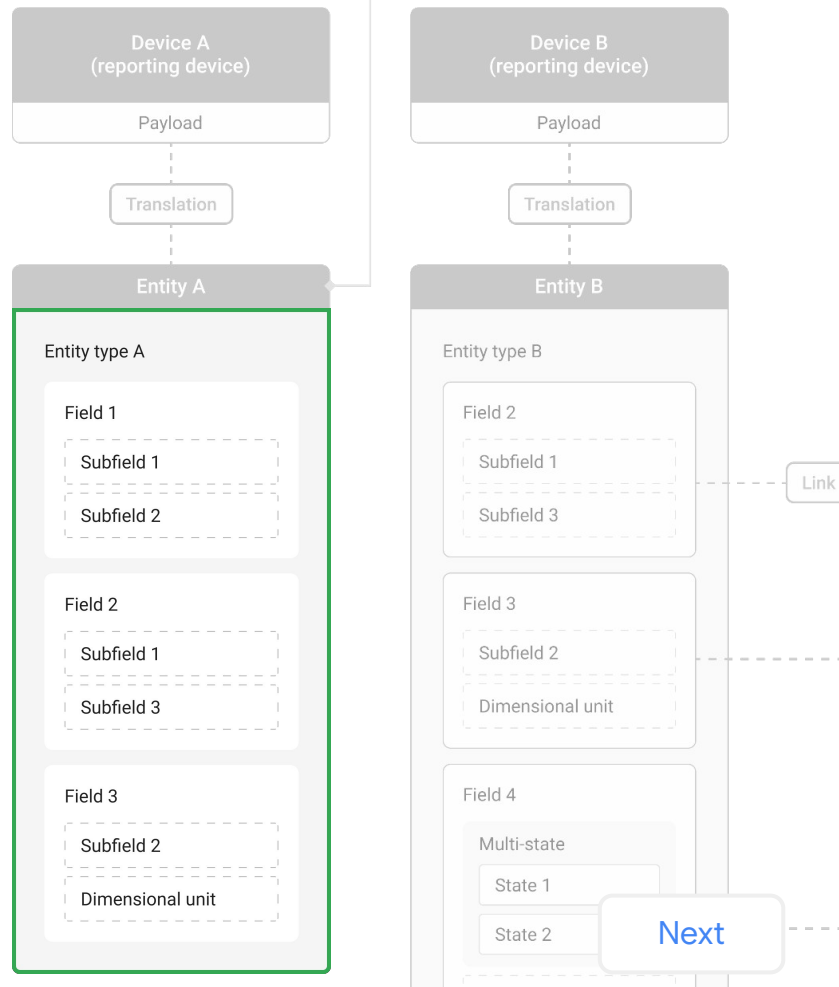 Device A
(reporting device)
Payload
Translation
Entity A
Entity type A
Field 1
Subfield 1
Subfield 2
Field 2
Subfield 1
Subfield 3
Field 3
Subfield 2
Dimensional unit
Device B
(reporting device)
Payload
Translation
Entity B
Entity type B
Field 2
Subfield 1
Subfield 3
Field 3
Subfield 2
Dimensional unit
Field 4
Multi-state
State 1
State 2
Link
Next